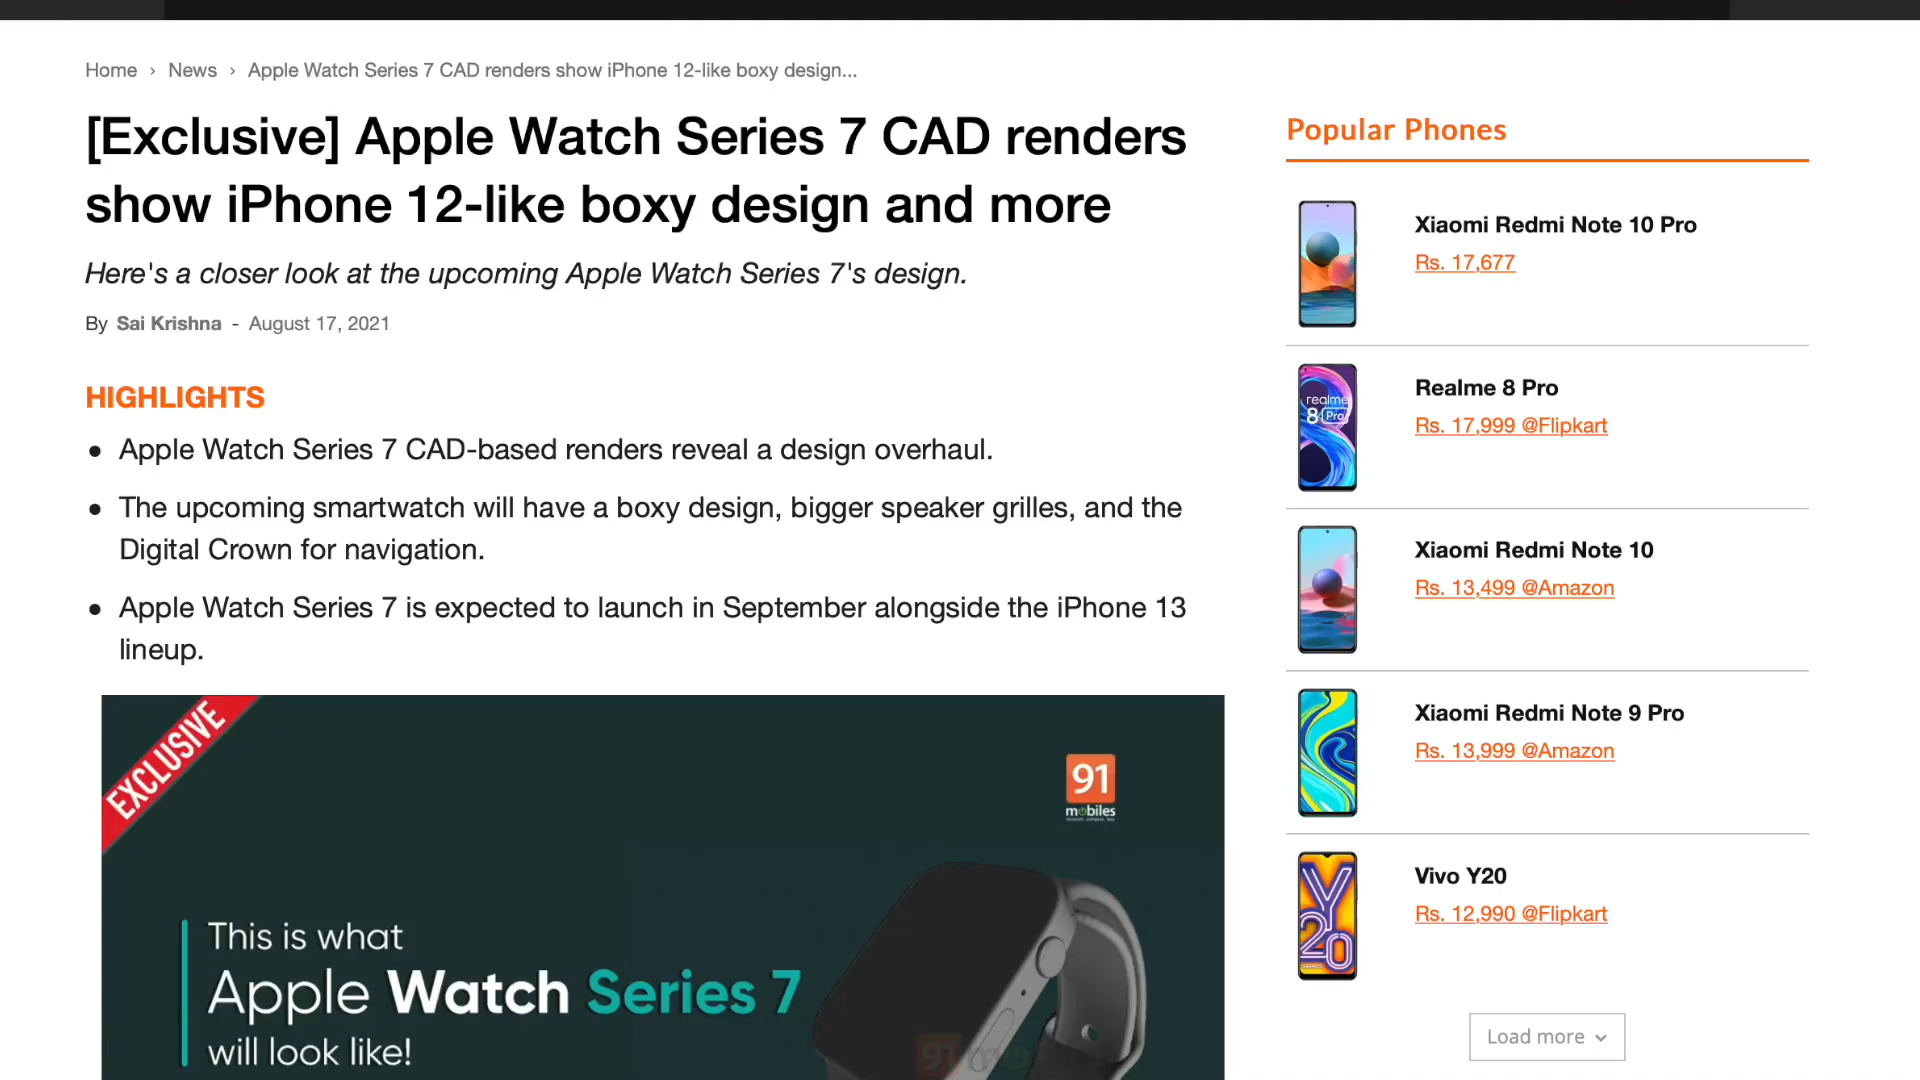 Home › News › Apple Watch Series 7 CAD renders show iPhone 12-like boxy design...
[Exclusive] Apple Watch Series 7 CAD renders
show iPhone 12-like boxy design and more
Here's a closer look at the upcoming Apple Watch Series 7's design.
By Sai Krishna - August 17, 2021
HIGHLIGHTS
● Apple Watch Series 7 CAD-based renders reveal a design overhaul.
● The upcoming smartwatch will have a boxy design, bigger speaker grilles, and the
Digital Crown for navigation.
● Apple Watch Series 7 is expected to launch in September alongside the iPhone 13
lineup.
EXCLUSIVE
91
mobiles
This is what
Apple Watch Series 7
will look like!
Popular Phones
Xiaomi Redmi Note 10 Pro
Rs. 17,677
realme
8 Pro
Realme 8 Pro
Rs. 17,999 @Flipkart
Xiaomi Redmi Note 10
Rs. 13,499 @Amazon
Xiaomi Redmi Note 9 Pro
Rs. 13,999 @Amazon
Y
20
Vivo Y20
Rs. 12,990 @Flipkart
Load more